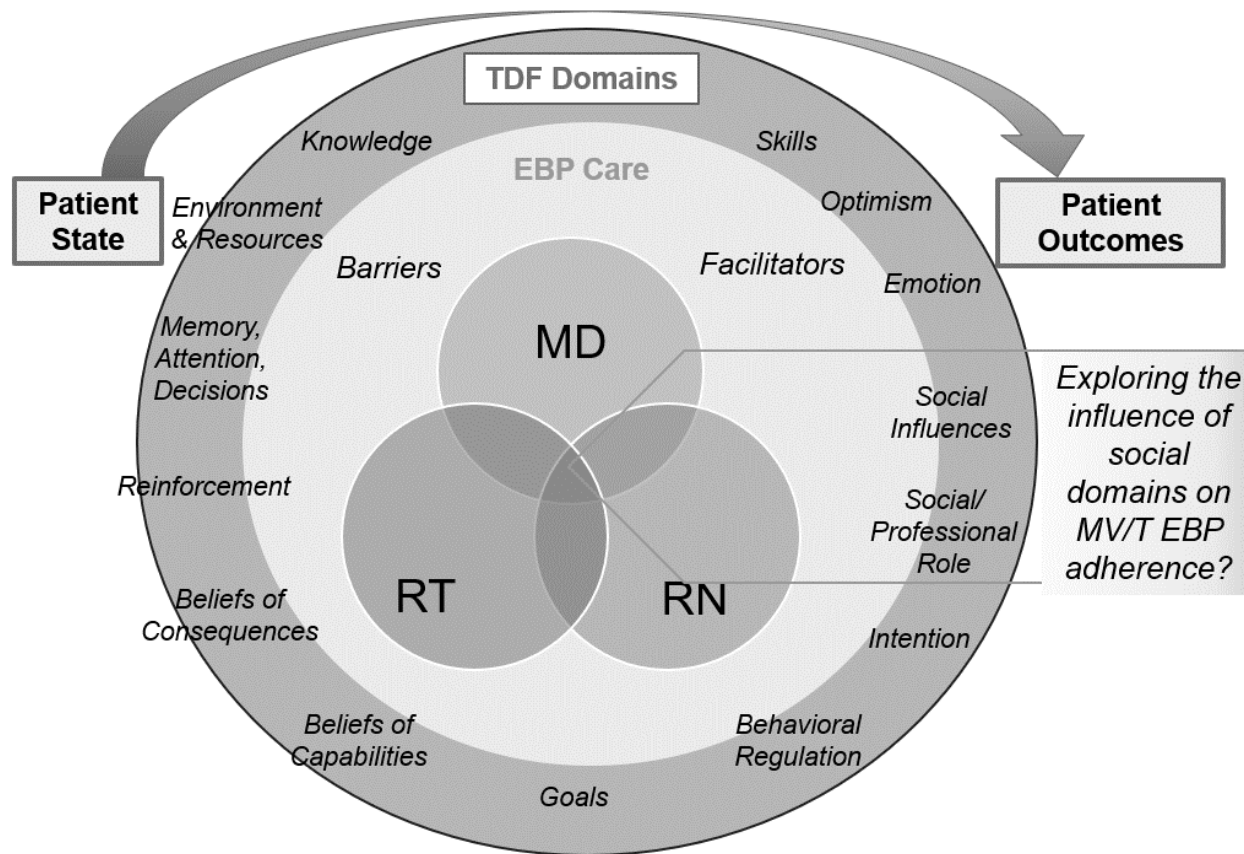 TDF Domains
Knowledge
Skills
EBP Care
Patient
State
Environment
& Resources
Optimism
Patient
Outcomes
Barriers
Facilitators
Emotion
Memory,
Attention,
Decisions
MD
Exploring the
influence of
social
domains on
MV/T EBP
adherence?
Social
Influences
Reinforcement
Social/
Professional
Role
RT
RN
Beliefs of
Consequences
Intention
Beliefs of
Capabilities
Behavioral
Regulation
Goals